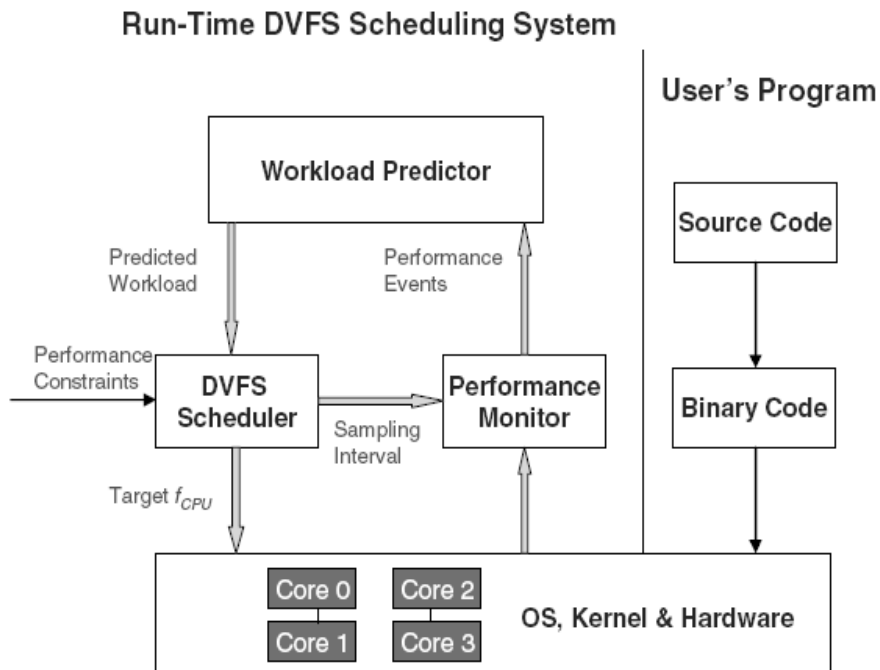 Run-Time DVFS Scheduling System
User's Program
Workload Predictor
Source Code
Predicted
Workload
Performance
Events
Performance
Constraints
DVFS
Scheduler
Performance
Monitor
Binary Code
Sampling
Interval
Target fCPU
Core 0
Core 2
OS, Kernel & Hardware
Core 1
Core 3